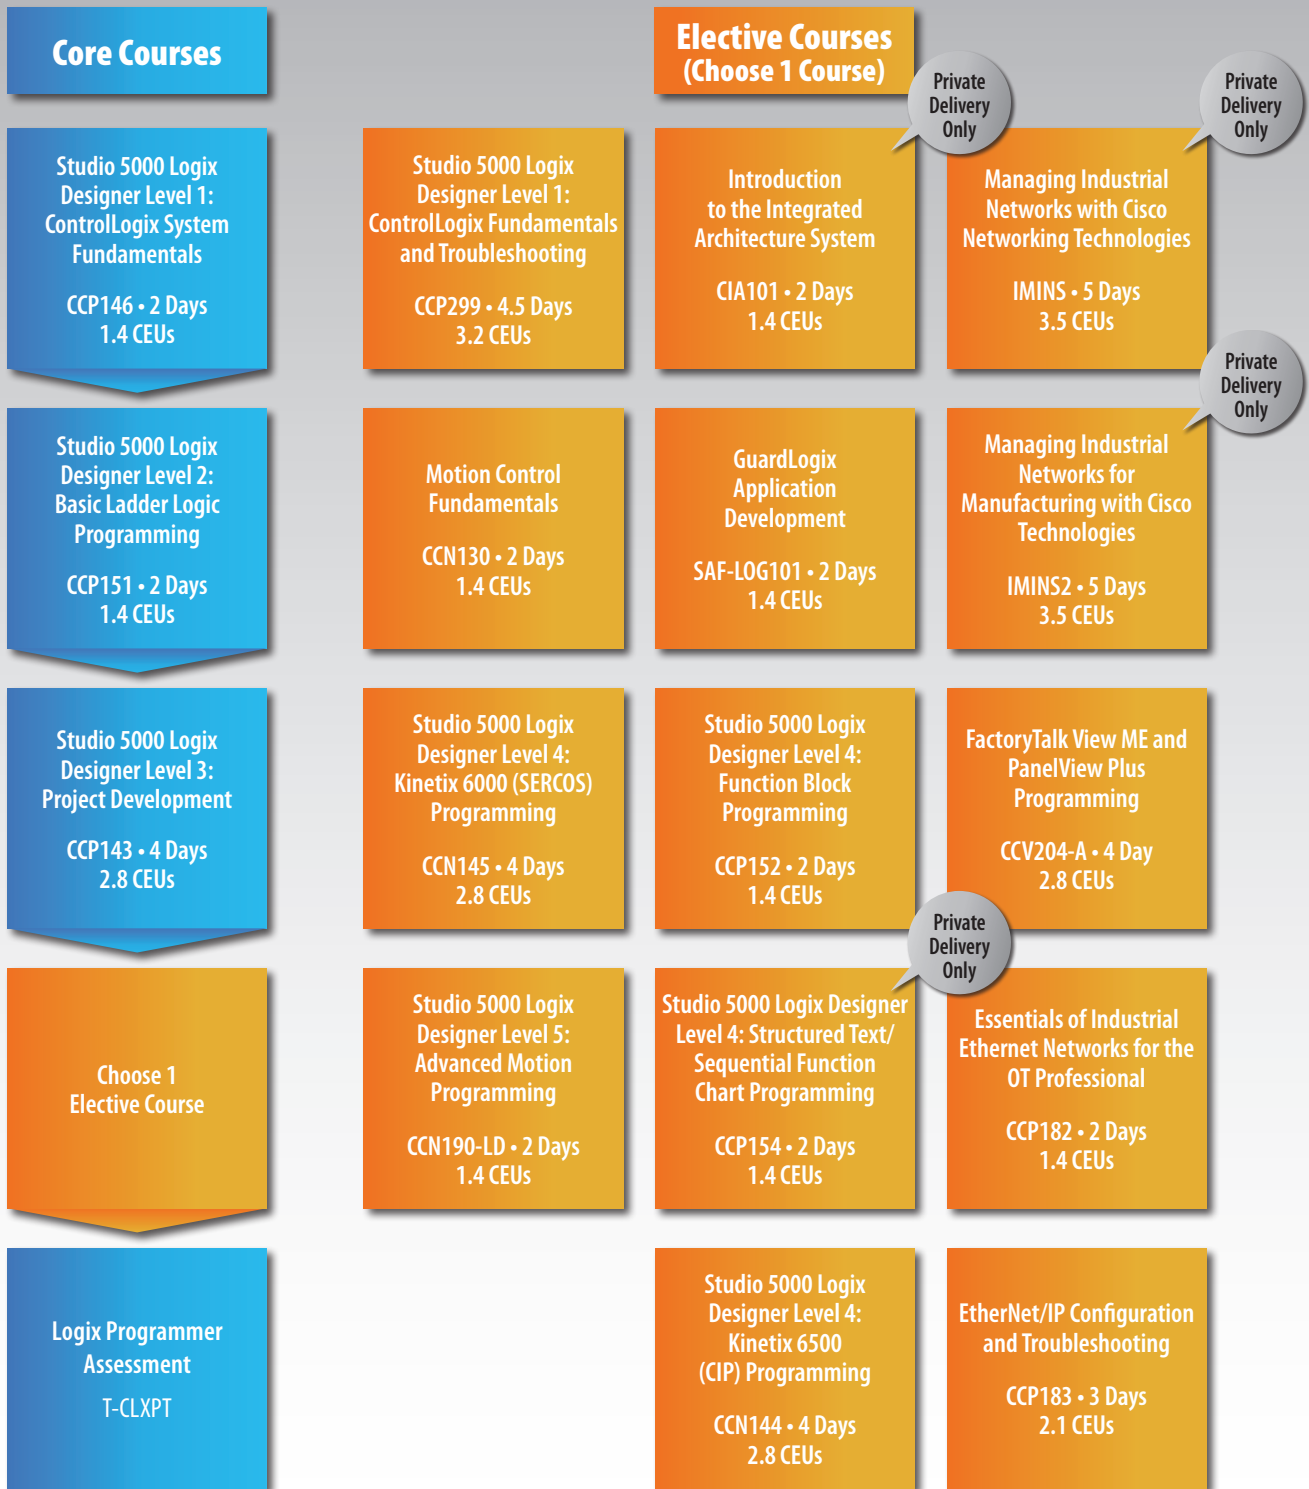 Core Courses
Elective Courses
(Choose 1 Course)
Private
Delivery
Only
Private
Delivery
Only
Studio 5000 Logix
Designer Level 1:
ControlLogix System
Fundamentals
CCP146 • 2 Days
1.4 CEUs
Studio 5000 Logix
Designer Level 1:
ControlLogix Fundamentals
and Troubleshooting
CCP299 • 4.5 Days
3.2 CEUs
Introduction
to the Integrated
Architecture System
CIA101 • 2 Days
1.4 CEUs
Managing Industrial
Networks with Cisco
Networking Technologies
IMINS • 5 Days
3.5 CEUs
Private
Delivery
Only
Studio 5000 Logix
Designer Level 2:
Basic Ladder Logic
Programming
CCP151 • 2 Days
1.4 CEUs
Motion Control
Fundamentals
CCN130 • 2 Days
1.4 CEUs
GuardLogix
Application
Development
SAF-LOG101 • 2 Days
1.4 CEUs
Managing Industrial
Networks for
Manufacturing with Cisco
Technologies
IMINS2 • 5 Days
3.5 CEUs
Studio 5000 Logix
Designer Level 3:
Project Development
CCP143 • 4 Days
2.8 CEUs
Studio 5000 Logix
Designer Level 4:
Kinetix 6000 (SERCOS)
Programming
CCN145 • 4 Days
2.8 CEUs
Studio 5000 Logix
Designer Level 4:
Function Block
Programming
CCP152 • 2 Days
1.4 CEUs
FactoryTalk View ME and
PanelView Plus
Programming
CCV204-A • 4 Day
2.8 CEUs
Private
Delivery
Only
Choose 1
Elective Course
Studio 5000 Logix
Designer Level 5:
Advanced Motion
Programming
CCN190-LD • 2 Days
1.4 CEUs
Studio 5000 Logix Designer
Level 4: Structured Text/
Sequential Function
Chart Programming
CCP154 • 2 Days
1.4 CEUs
Essentials of Industrial
Ethernet Networks for the
OT Professional
CCP182 • 2 Days
1.4 CEUs
Logix Programmer
Assessment
T-CLXPT
Studio 5000 Logix
Designer Level 4:
Kinetix 6500
(CIP) Programming
CCN144 • 4 Days
2.8 CEUs
EtherNet/IP Configuration
and Troubleshooting
CCP183 • 3 Days
2.1 CEUs